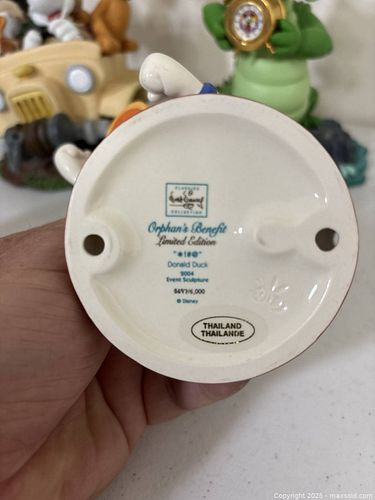 CLASSICS
Walt Disney
COLLECTION
Orphan's Benefit
Limited Edition
"*!#@"
Donald Duck
2004
Event Sculpture
© Disney
THAILAND
THAILANDE
Copyright 2025 - maxsold.com